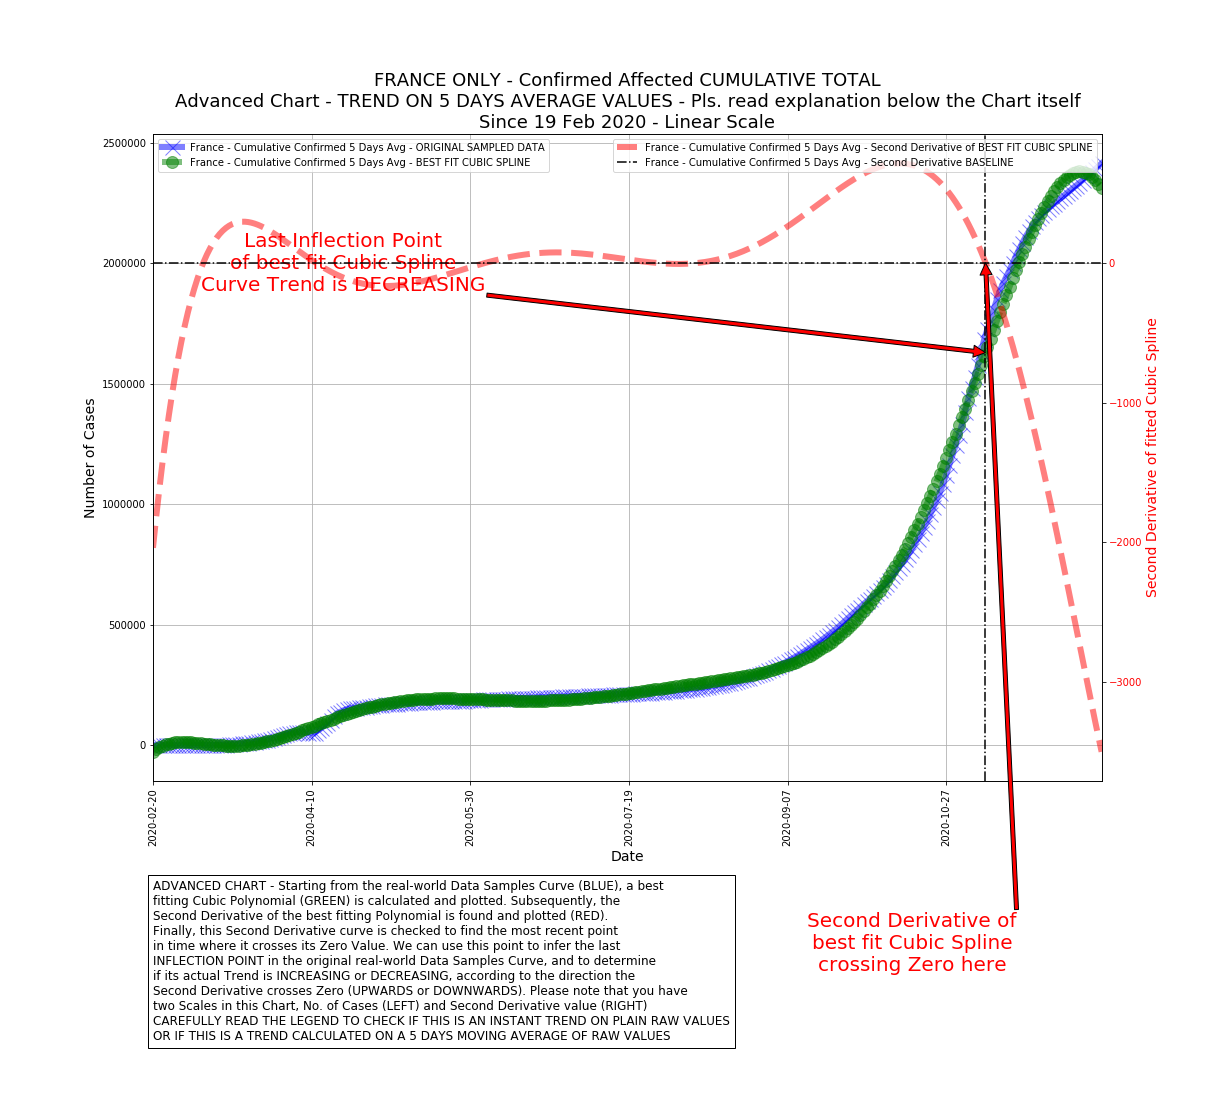 FRANCE ONLY - Confirmed Affected CUMULATIVE TOTAL
Advanced Chart - TREND ON 5 DAYS AVERAGE VALUES - Pls. read explanation below the Chart itself
Since 19 Feb 2020 - Linear Scale
France - Cumulative Confirmed 5 Days Avg - ORIGINAL SAMPLED DATA
France - Cumulative Confirmed 5 Days Avg - BEST FIT CUBIC SPLINE
France - Cumulative Confirmed 5 Days Avg - Second Derivative of BEST FIT CUBIC SPLINE
France - Cumulative Confirmed 5 Days Avg - Second Derivative BASELINE
Last Inflection Point
of best fit Cubic Spline
Curve Trend is DECREASING
Number of Cases
2500000
2000000
1500000
1000000
500000
0
0
−1000
−2000
−3000
Second Derivative of fitted Cubic Spline
2020-02-20
2020-04-10
2020-05-30
2020-07-19
2020-09-07
2020-10-27
Date
Second Derivative of
best fit Cubic Spline
crossing Zero here
ADVANCED CHART - Starting from the real-world Data Samples Curve (BLUE), a best
fitting Cubic Polynomial (GREEN) is calculated and plotted. Subsequently, the
Second Derivative of the best fitting Polynomial is found and plotted (RED).
Finally, this Second Derivative curve is checked to find the most recent point
in time where it crosses its Zero Value. We can use this point to infer the last
INFLECTION POINT in the original real-world Data Samples Curve, and to determine
if its actual Trend is INCREASING or DECREASING, according to the direction the
Second Derivative crosses Zero (UPWARDS or DOWNWARDS). Please note that you have
two Scales in this Chart, No. of Cases (LEFT) and Second Derivative value (RIGHT)
CAREFULLY READ THE LEGEND TO CHECK IF THIS IS AN INSTANT TREND ON PLAIN RAW VALUES
OR IF THIS IS A TREND CALCULATED ON A 5 DAYS MOVING AVERAGE OF RAW VALUES